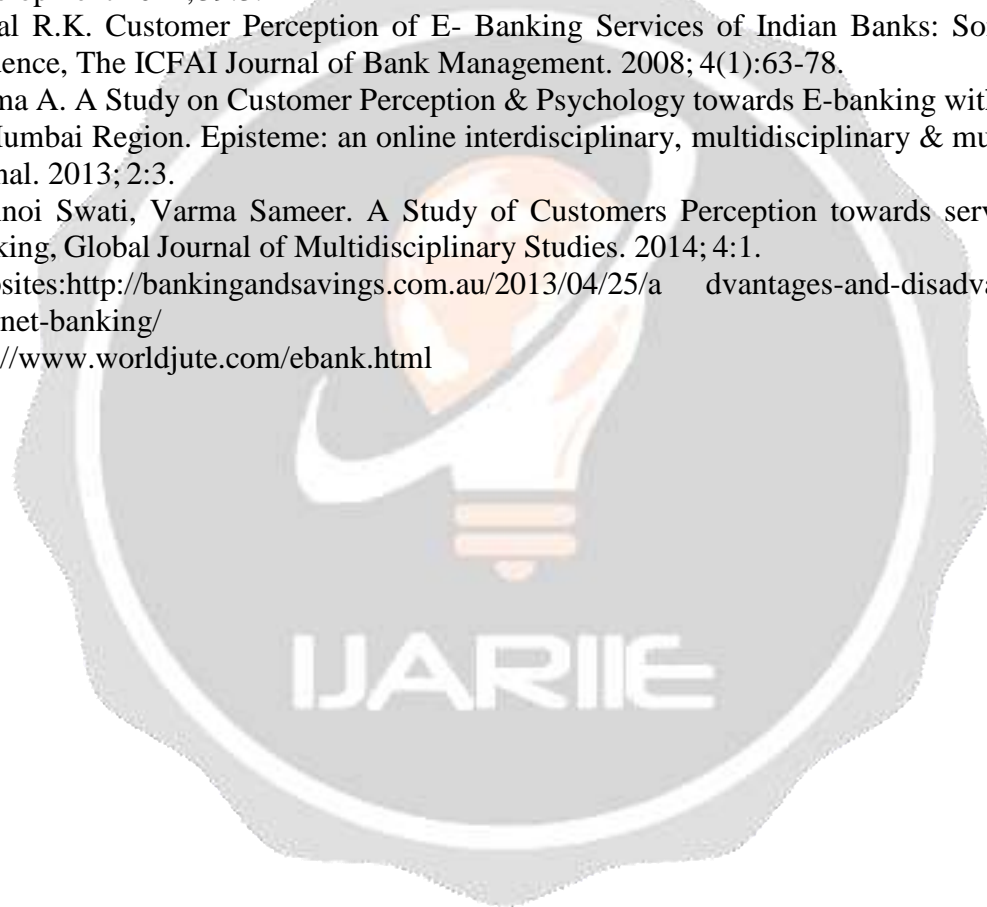 al R.K. Customer Perception of E- Banking Services of Indian Banks: So
ence, The ICFAI Journal of Bank Management. 2008; 4(1):63-78.
ma A. A Study on Customer Perception & Psychology towards E-banking with
umbai Region. Episteme: an online interdisciplinary, multidisciplinary & mu
nal. 2013; 2:3.
noi Swati, Varma Sameer. A Study of Customers Perception towards serv
king, Global Journal of Multidisciplinary Studies. 2014; 4:1.
sites:http://bankingandsavings.com.au/2013/04/25/a dvantages-and-disadva
net-banking/
//www.worldjute.com/ebank.html
IJARIIE